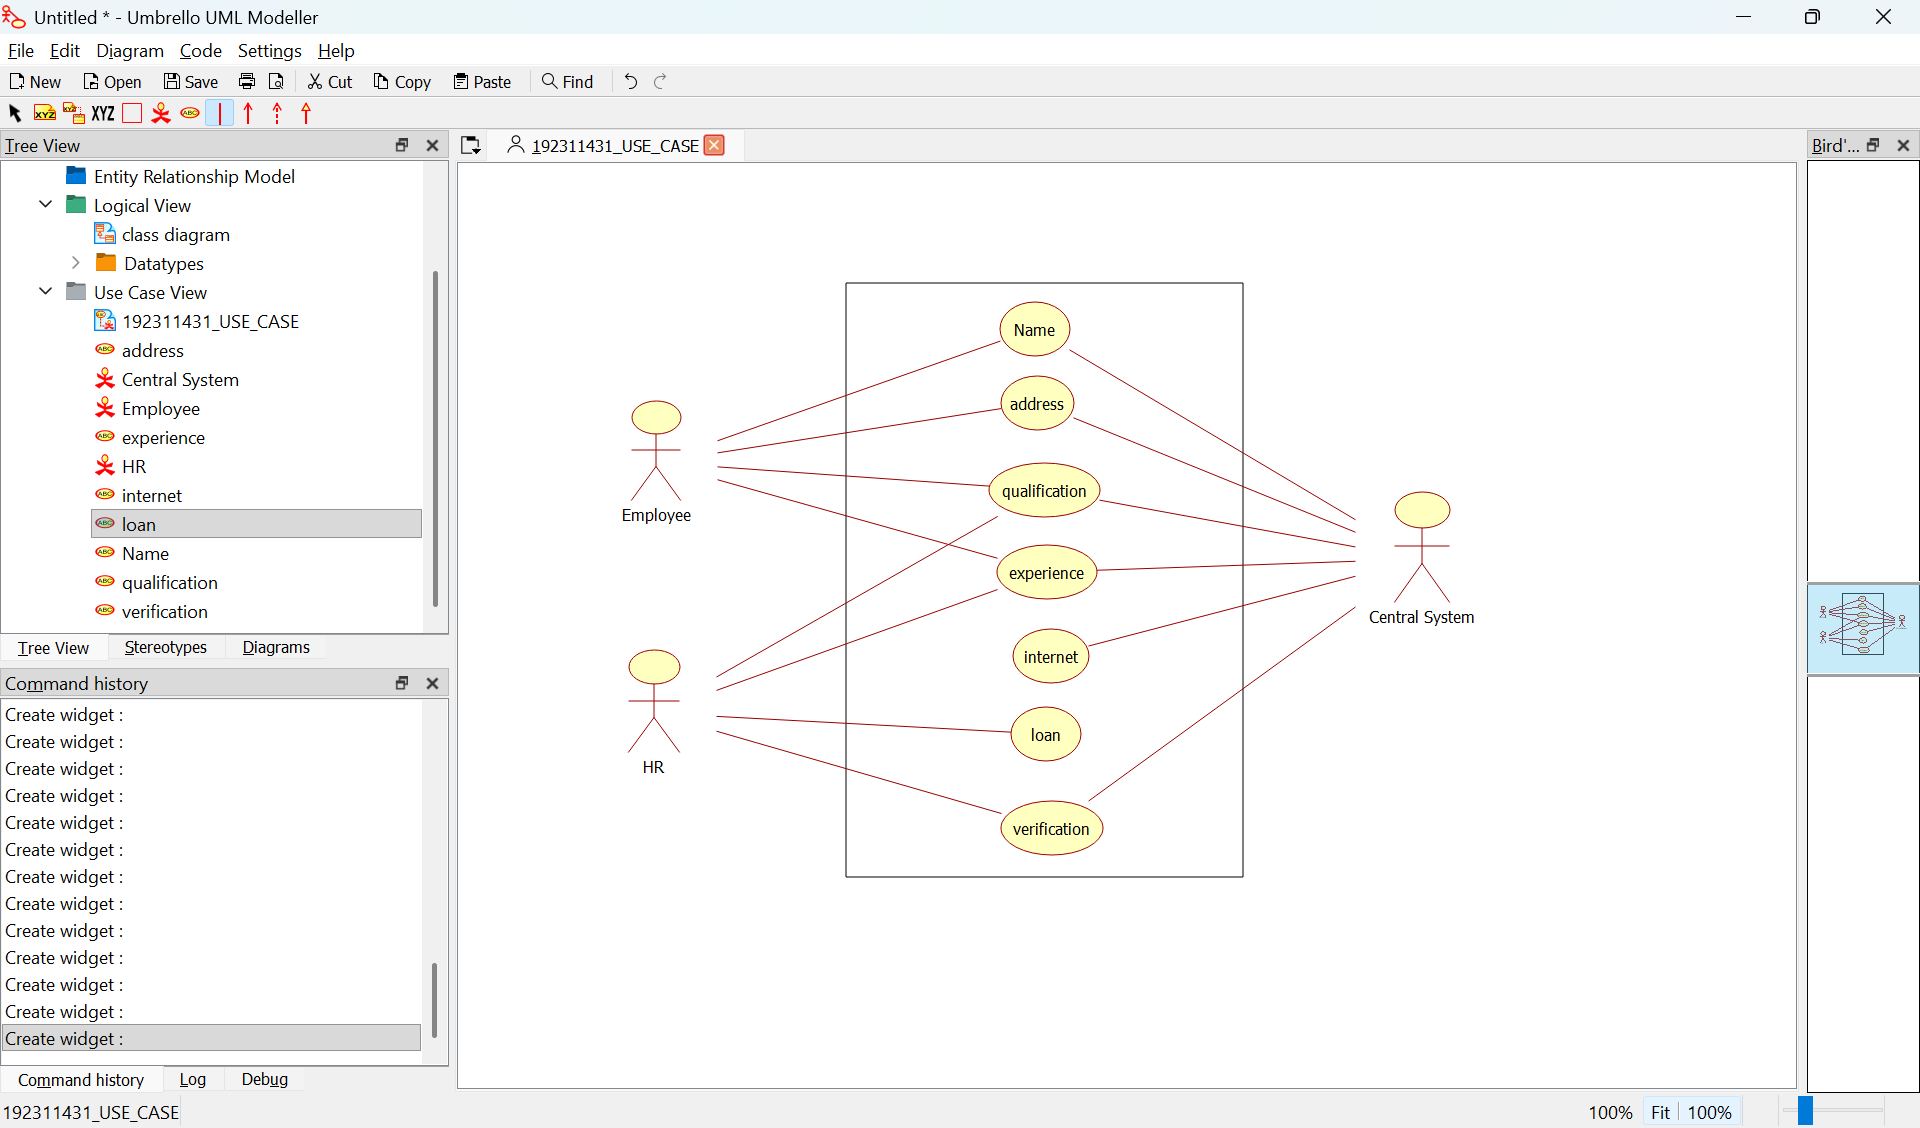 Untitled * - Umbrello UML Modeller
File Edit Diagram Code Settings Help
New Open Save Cut Copy Paste Find
XYZ XYZ XYZ ABC
Tree View
Entity Relationship Model
Logical View
class diagram
Datatypes
Use Case View
192311431_USE_CASE
address
Central System
Employee
experience
HR
internet
loan
Name
qualification
verification
Tree View Stereotypes Diagrams
Command history
Create widget :
Create widget :
Create widget :
Create widget :
Create widget :
Create widget :
Create widget :
Create widget :
Create widget :
Create widget :
Create widget :
Create widget :
Create widget :
Command history Log Debug
192311431_USE_CASE
192311431_USE_CASE
Name
address
qualification
experience
internet
loan
verification
Employee
HR
Central System
Bird'...
100% Fit 100%